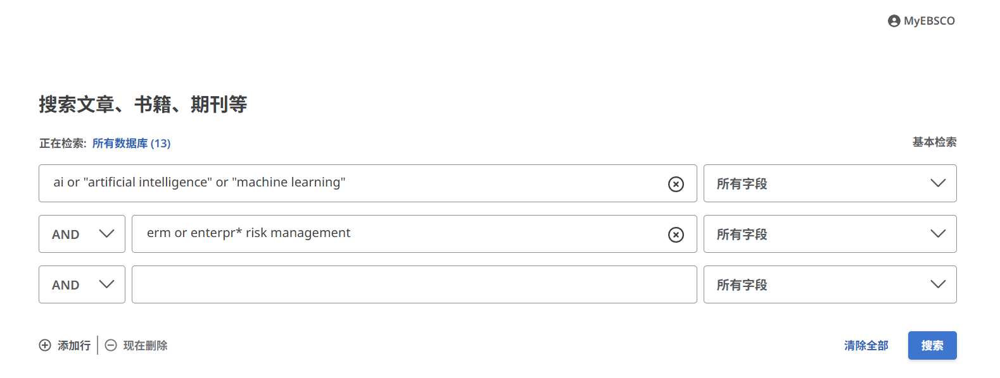 MyEBSCO
搜索文章、书籍、期刊等
正在检索: 所有数据库 (13)
基本检索
ai or "artificial intelligence" or "machine learning"
所有字段
AND
erm or enterpr* risk management
所有字段
AND
所有字段
添加行
现在删除
清除全部
搜索